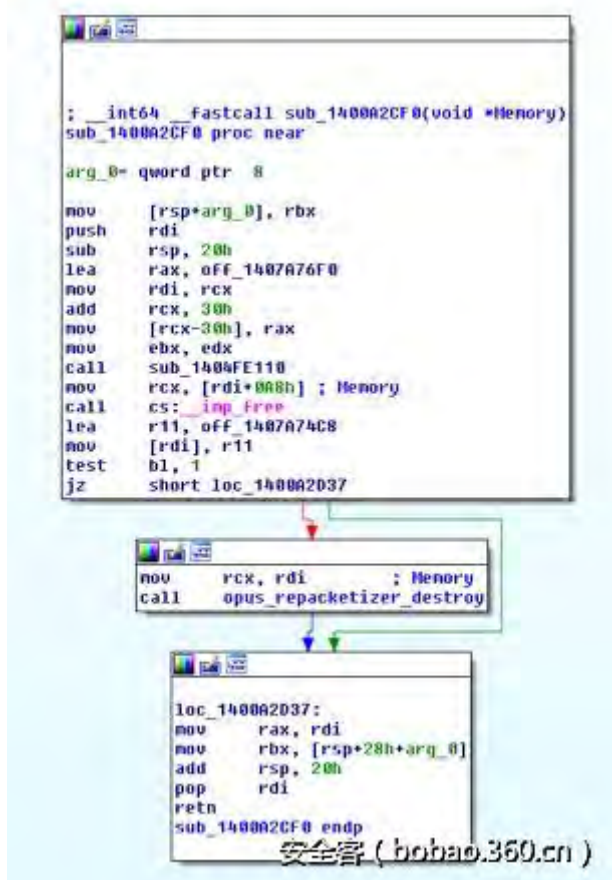 ; __int64 __fastcall sub_1400A2CF0(void *Memory)
sub_1400A2CF0 proc near
arg_0= qword ptr 8
mov [rsp+arg_0], rbx
push rdi
sub rsp, 20h
lea rax, off_1407A76F0
mov rdi, rcx
add rcx, 30h
mov [rcx-30h], rax
mov ebx, edx
call sub_1404FE110
mov rcx, [rdi+0A8h] ; Memory
call cs:__imp_free
lea r11, off_1407A74C8
mov [rdi], r11
test bl, 1
jz short loc_1400A2D37
mov rcx, rdi ; Memory
call opus_repacketizer_destroy
loc_1400A2D37:
mov rax, rdi
mov rbx, [rsp+28h+arg_0]
add rsp, 20h
pop rdi
retn
sub_1400A2CF0 endp
安全客 ( bobao.360.cn )